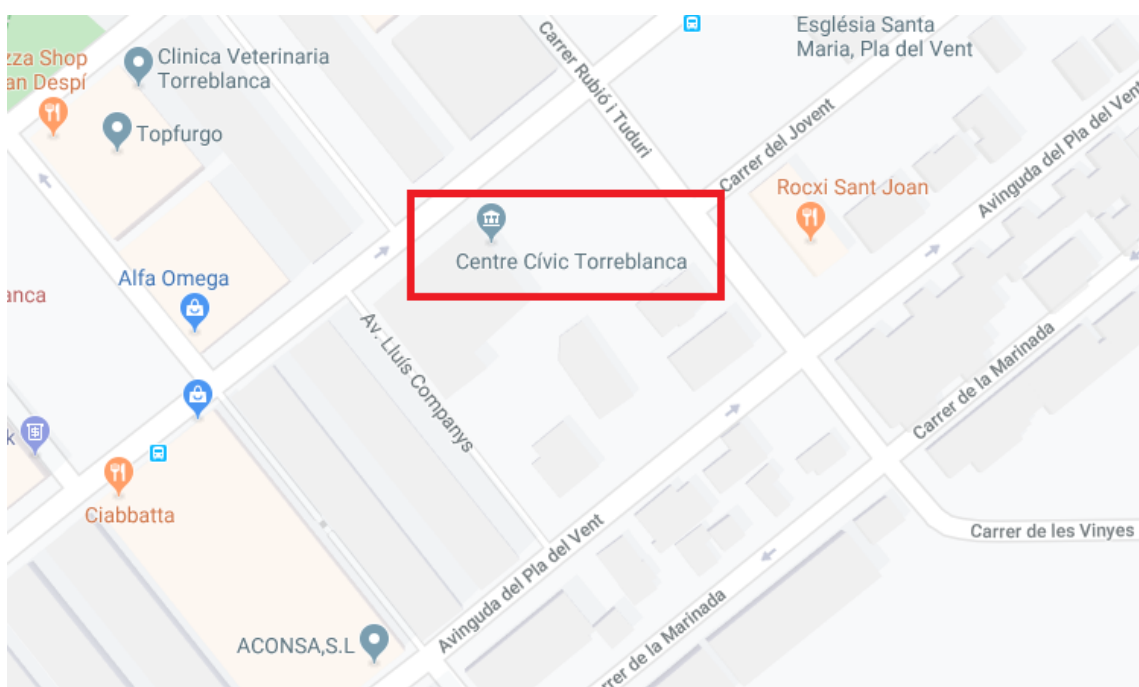 Església Santa
Maria, Pla del Vent
zza Shop
an Despí
Clinica Veterinaria
Torreblanca
Carrer Rubió i Tudurí
Topfurgo
Carrer del Jovent
Avinguda del Pla del Vent
Rocxi Sant Joan
Centre Cívic Torreblanca
Alfa Omega
anca
Av. Lluís Companys
Carrer de la Marinada
k
Ciabbatta
Carrer de les Vinyes
Avinguda del Pla del Vent
rrer de la Marinada
ACONSA,S.L